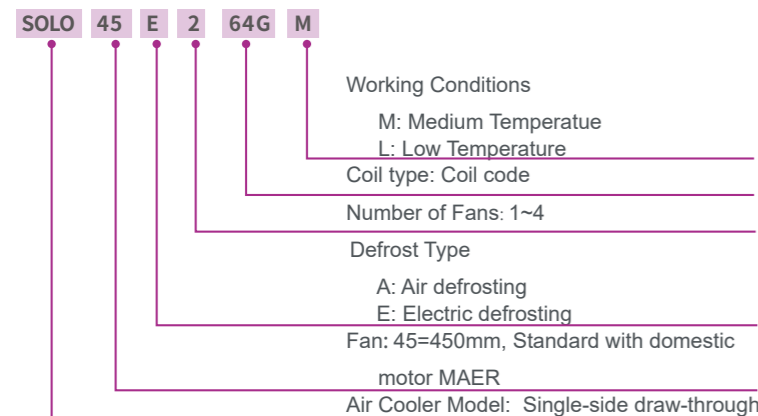 SOLO 45 E 2 64G M
Working Conditions
M: Medium Temperatue
L: Low Temperature
Coil type: Coil code
Number of Fans: 1~4
Defrost Type
A: Air defrosting
E: Electric defrosting
Fan: 45=450mm, Standard with domestic
motor MAER
Air Cooler Model: Single-side draw-through